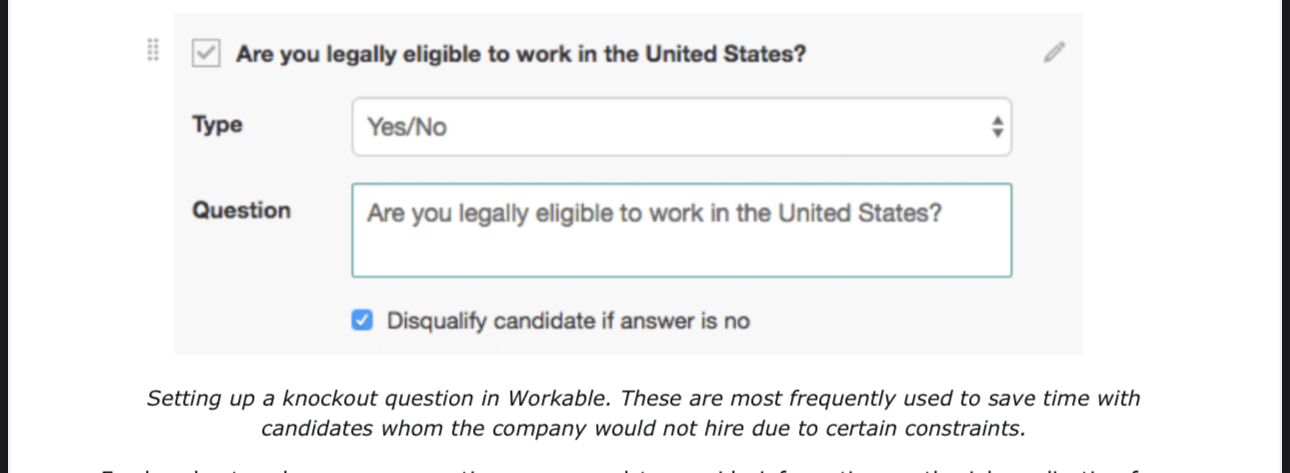 Are you legally eligible to work in the United States?
Type
Yes/No
Question
Are you legally eligible to work in the United States?
Disqualify candidate if answer is no
Setting up a knockout question in Workable. These are most frequently used to save time with
candidates whom the company would not hire due to certain constraints.